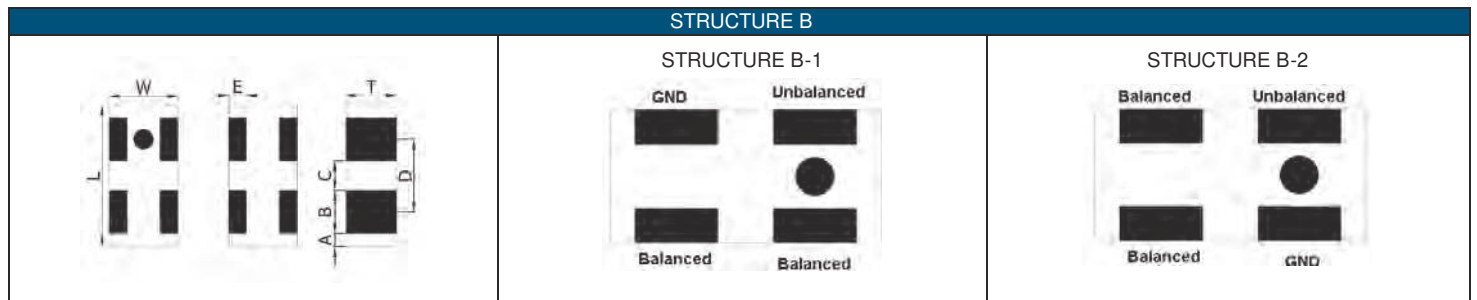 STRUCTURE B
W E T
L C D B A
STRUCTURE B-1
GND Unbalanced
Balanced Balanced
STRUCTURE B-2
Balanced Unbalanced
Balanced GND